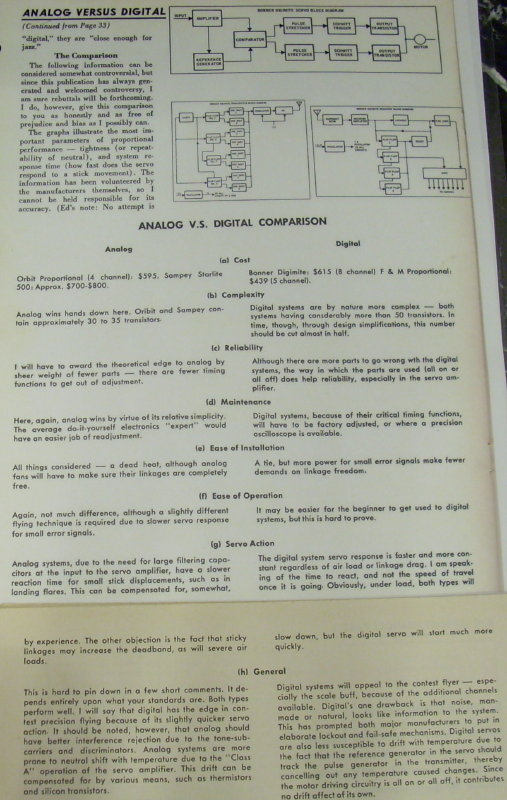 ANALOG VERSUS DIGITAL
(Continued from Page 33)
"digital," they are "close enough for
jazz."
The Comparison
The following information can be
considered somewhat controversial, but
since this publication has always gen-
erated and welcomed controversy, I
am sure rebuttals will be forthcoming.
I do, however, give this comparison
to you as honestly and as free of
prejudice and bias as I possibly can.
The graphs illustrate the most im-
portant parameters of proportional
performance — tightness (or repeat-
ability of neutral), and system re-
sponse time (how fast does the servo
respond to a stick movement). The
information has been volunteered by
the manufacturers themselves, so I
cannot be held responsible for its
accuracy. (Ed's note: No attempt is
BONNER DIGIMITE SERVO BLOCK DIAGRAM
INPUT
AMPLIFIER
COMPARATOR
REFERENCE
GENERATOR
PULSE
STRETCHER
SCHMITT
TRIGGER
OUTPUT
TRANSISTOR
PULSE
STRETCHER
SCHMITT
TRIGGER
OUTPUT
TRANSISTOR
MOTOR
ANALOG V.S. DIGITAL COMPARISON
Analog
Digital
(a) Cost
Orbit Proportional (4 channel): $595. Sampey Starlite
500: Approx. $700-$800.
Bonner Digimite: $615 (8 channel) F & M Proportional:
$439 (5 channel).
(b) Complexity
Analog wins hands down here. Oribit and Sampey con-
tain approximately 30 to 35 transistors.
Digital systems are by nature more complex — both
systems having considerably more than 50 transistors. In
time, though, through design simplifications, this number
should be cut almost in half.
(c) Reliability
I will have to award the theoretical edge to analog by
sheer weight of fewer parts — there are fewer timing
functions to get out of adjustment.
Although there are more parts to go wrong wth the digital
systems, the way in which the parts are used (all on or
all off) does help reliability, especially in the servo am-
plifier.
(d) Maintenance
Here, again, analog wins by virtue of its relative simplicity.
The average do-it-yourself electronics "expert" would
have an easier job of readjustment.
Digital systems, because of their critical timing functions,
will have to be factory adjusted, or where a precision
oscilloscope is available.
(e) Ease of Installation
All things considered — a dead heat, although analog
fans will have to make sure their linkages are completely
free.
A tie, but more power for small error signals make fewer
demands on linkage freedom.
(f) Ease of Operation
Again, not much difference, although a slightly different
flying technique is required due to slower servo response
for small error signals.
It may be easier for the beginner to get used to digital
systems, but this is hard to prove.
(g) Servo Action
Analog systems, due to the need for large filtering capa-
citors at the input to the servo amplifier, have a slower
reaction time for small stick displacements, such as in
landing flares. This can be compensated for, somewhat,
The digital system servo response is faster and more con-
stant regardless of air load or linkage drag. I am speak-
ing of the time to react, and not the speed of travel
once it is going. Obviously, under load, both types will
by experience. The other objection is the fact that sticky
linkages may increase the deadband, as will severe air
loads.
slow down, but the digital servo will start much more
quickly.
(h) General
This is hard to pin down in a few short comments. It de-
pends entirely upon what your standards are. Both types
perform well. I will say that digital has the edge in con-
test precision flying because of its slightly quicker servo
action. It should be noted, however, that analog should
have better interference rejection due to the tone-sub-
carriers and discriminators. Analog systems are more
prone to neutral shift with temperature due to the "Class
A" operation of the servo amplifier. This drift can be
compensated for by various means, such as thermistors
and silicon transistors.
Digital systems will appeal to the contest flyer — espe-
cially the scale buff, because of the additional channels
available. Digital's one drawback is that noise, man-
made or natural, looks like information to the system.
This has prompted both major manufacturers to put in
elaborate lockout and fail-safe mechanisms. Digital servos
are also less susceptible to drift with temperature due to
the fact that the reference generator in the servo should
track the pulse generator in the transmitter, thereby
cancelling out any temperature caused changes. Since
the motor driving circuitry is all on or all off, it contributes
no drift affect of its own.